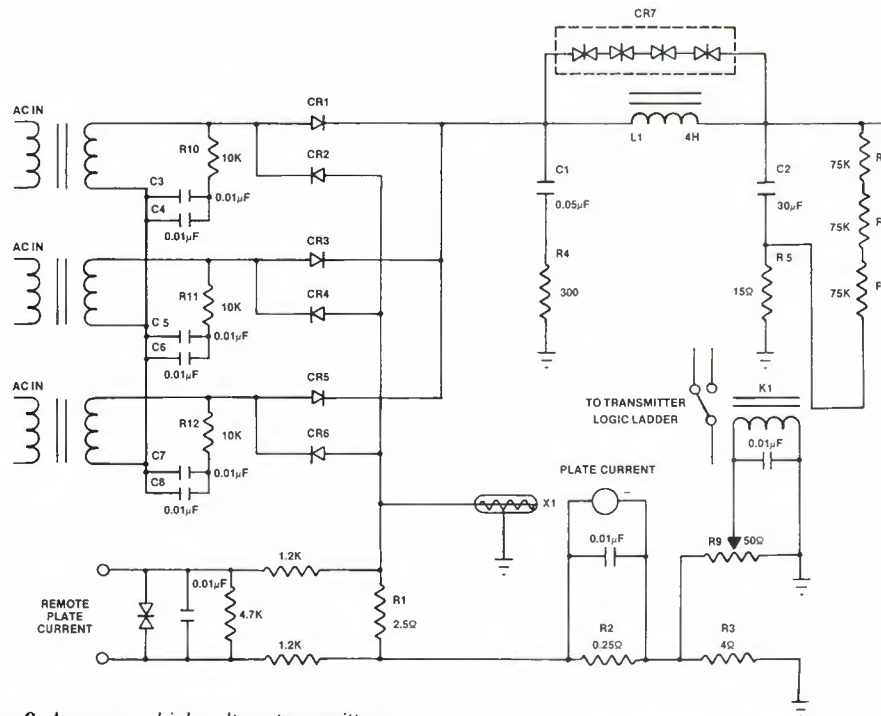 CR7
AC IN
CR1
L1 4H
R10
10K
CR2
C3
0.01µF
C4
0.01µF
C1
0.05µF
C2
30µF
75K
R
75K
R
75K
AC IN
CR3
R11
10K
CR4
C5
0.01µF
C6
0.01µF
R4
300
R5
15Ω
K1
AC IN
CR5
R12
10K
CR6
C7
0.01µF
C8
0.01µF
TO TRANSMITTER
LOGIC LADDER
0.01µF
PLATE CURRENT
–
X1
0.01µF
R9 50Ω
1.2K
0.01µF
4.7K
REMOTE
PLATE
CURRENT
R1
2.5Ω
1.2K
R2
0.25Ω
R3
4Ω